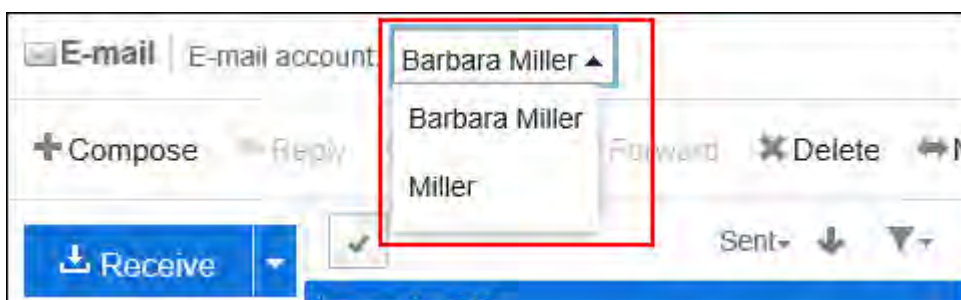 E-mail E-mail account: Barbara Miller
Barbara Miller
Compose Reply Forward Delete
Miller
Receive Sent